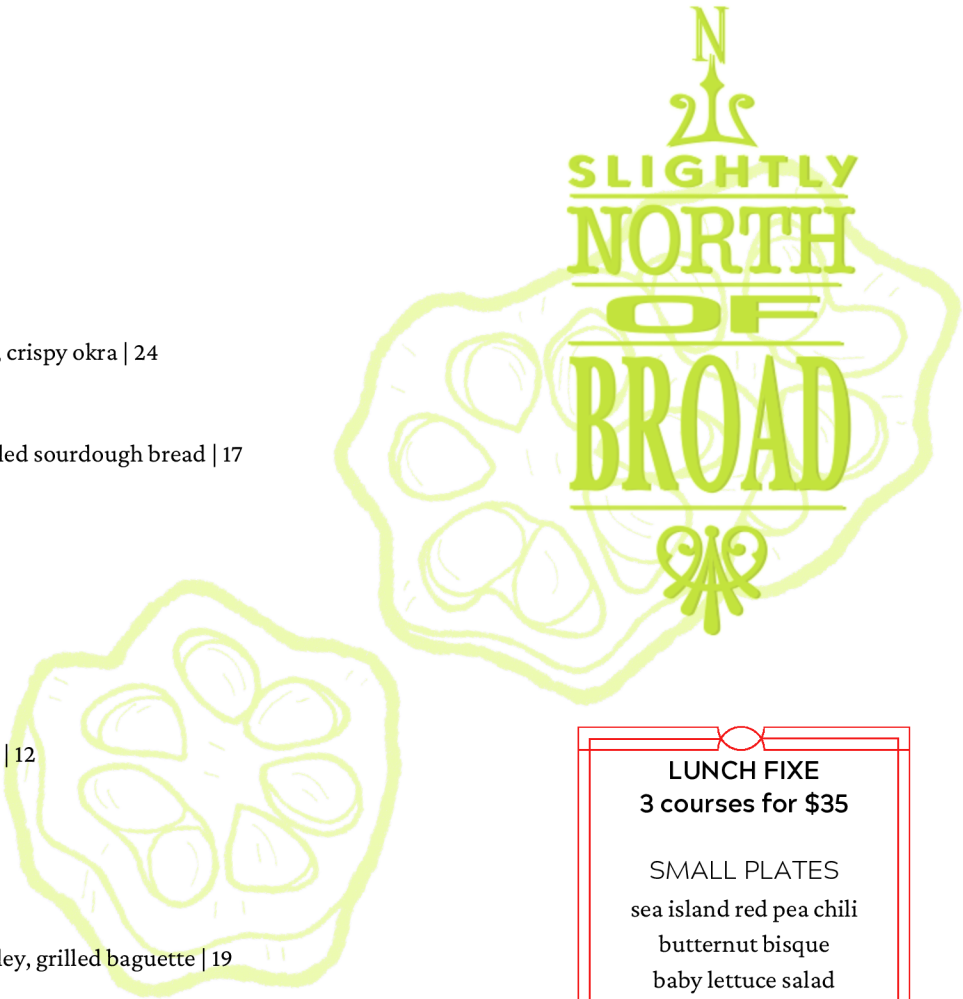 N
SLIGHTLY
NORTH
OF
BROAD
, crispy okra | 24
led sourdough bread | 17
| 12
ley, grilled baguette | 19
LUNCH FIXE
3 courses for $35
SMALL PLATES
sea island red pea chili
butternut bisque
baby lettuce salad